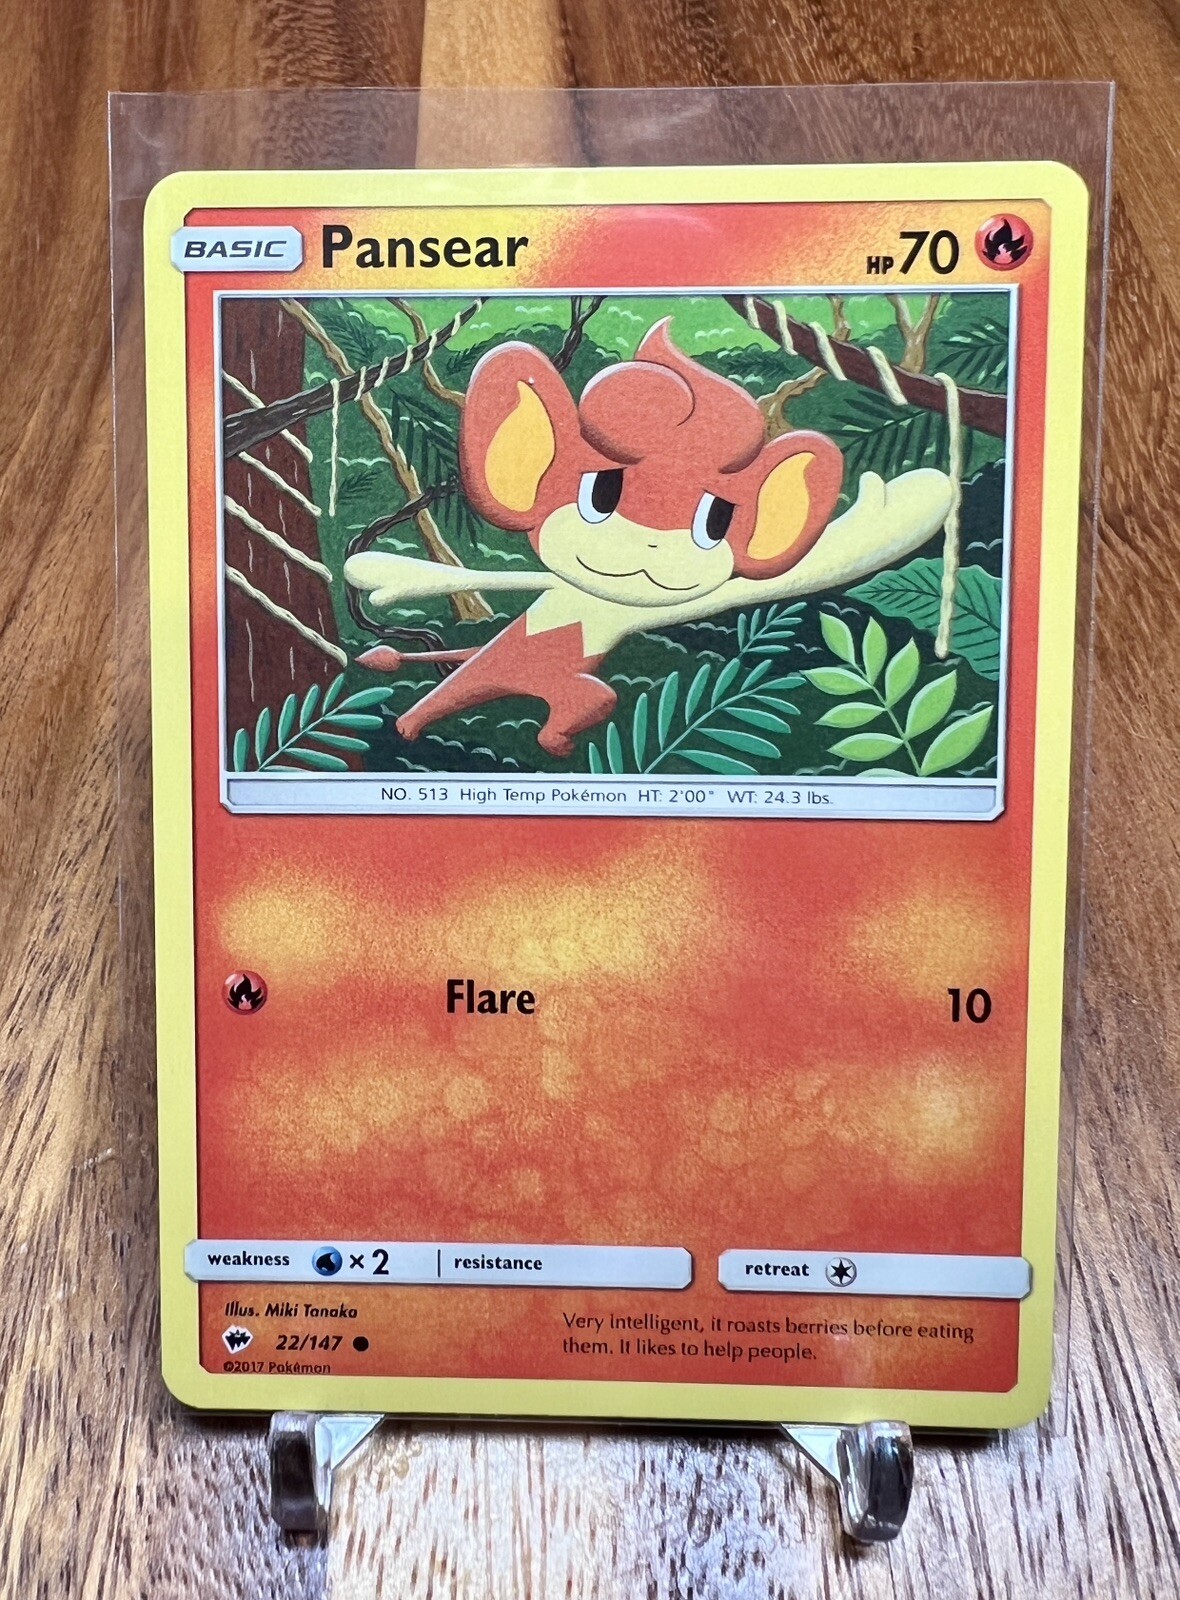 BASIC Pansear HP 70
NO. 513 High Temp Pokémon HT: 2'00" WT: 24.3 lbs.
Flare 10
weakness ×2 resistance retreat
Illus. Miki Tanaka
22/147
©2017 Pokémon
Very intelligent, it roasts berries before eating
them. It likes to help people.